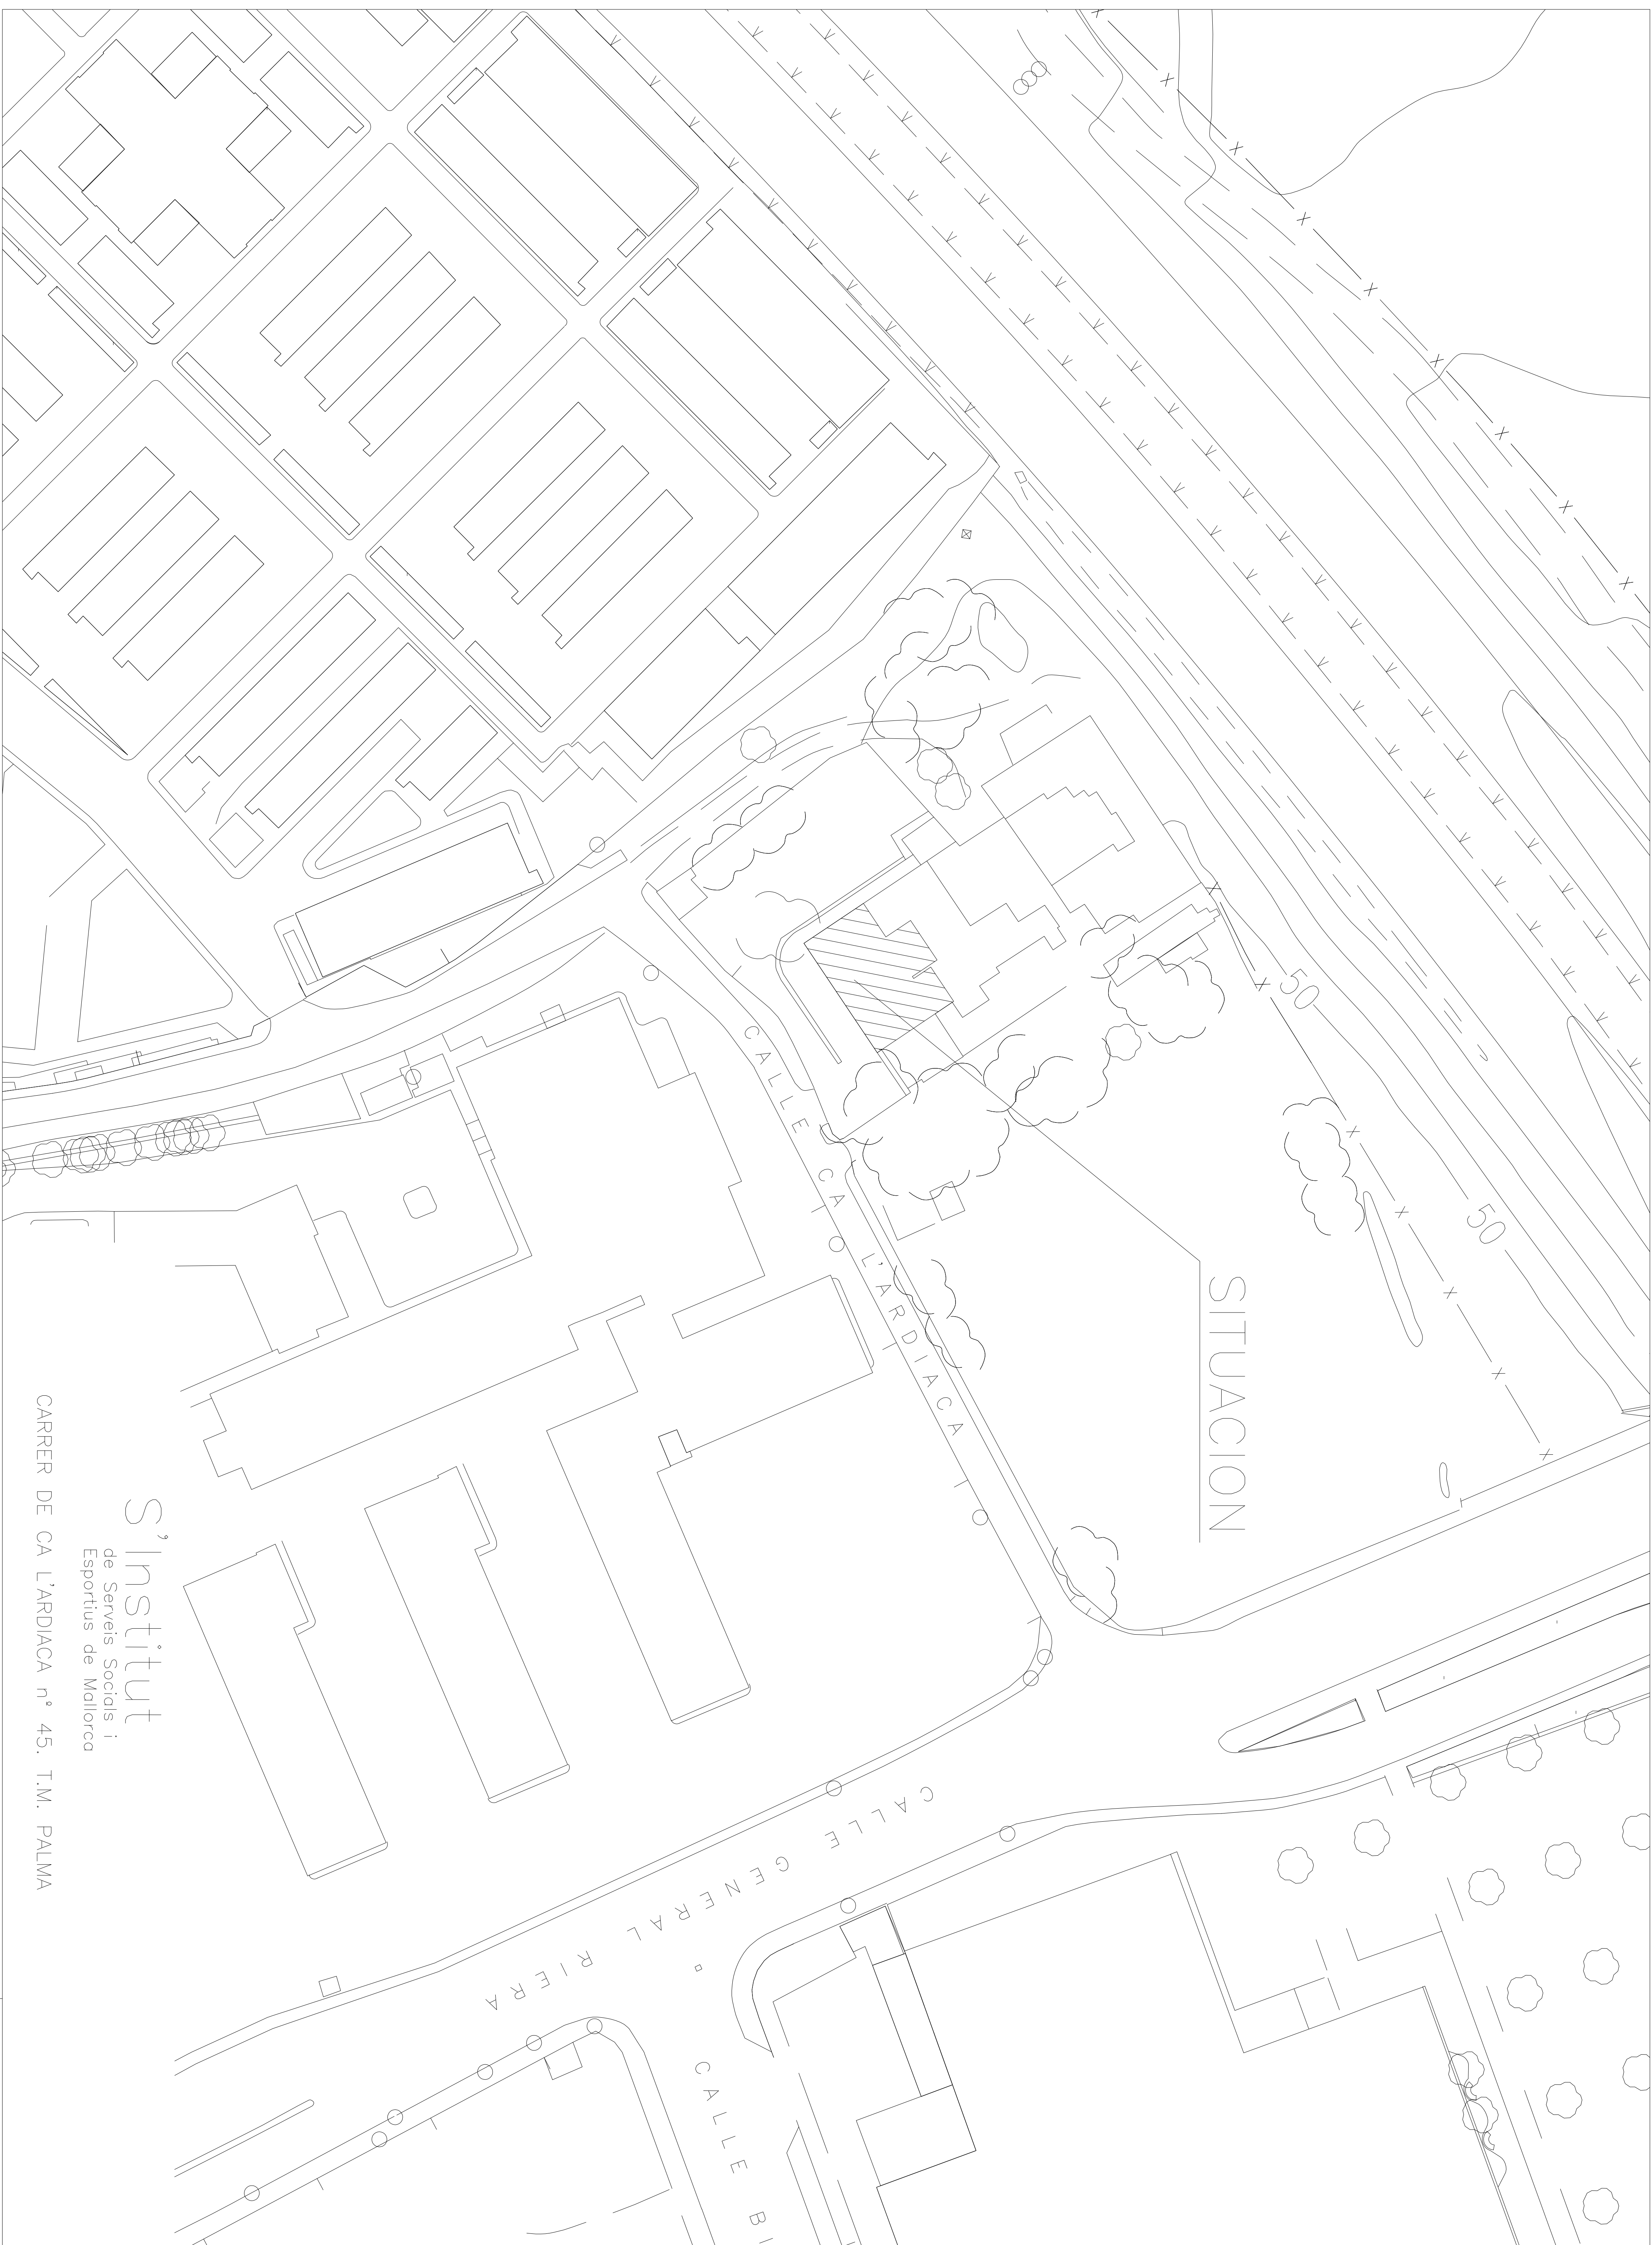 50
50
SITUACION
CALLE CA L'ARDIACA
CALLE GENERAL RIERA
CALLE BI
S'Institut
de Serveis Socials i
Esportius de Mallorca
CARRER DE CA L'ARDIACA nº 45. T.M. PALMA